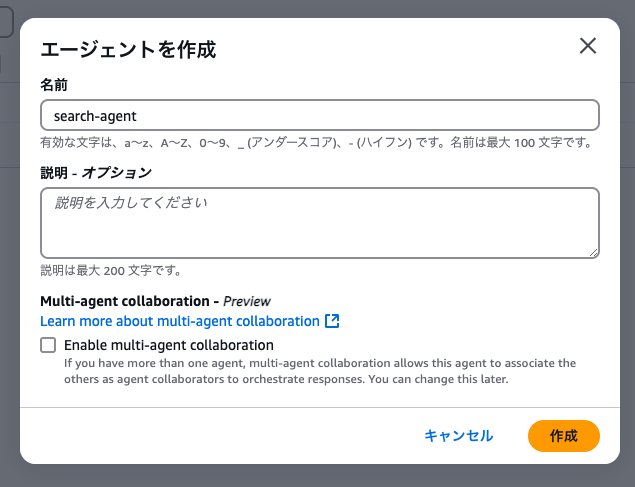 エージェントを作成
名前
search-agent
有効な文字は、a～z、A～Z、0～9、_ (アンダースコア)、- (ハイフン) です。名前は最大 100 文字です。
説明 - オプション
説明を入力してください
説明は最大 200 文字です。
Multi-agent collaboration - Preview
Learn more about multi-agent collaboration
Enable multi-agent collaboration
If you have more than one agent, multi-agent collaboration allows this agent to associate the
others as agent collaborators to orchestrate responses. You can change this later.
キャンセル
作成